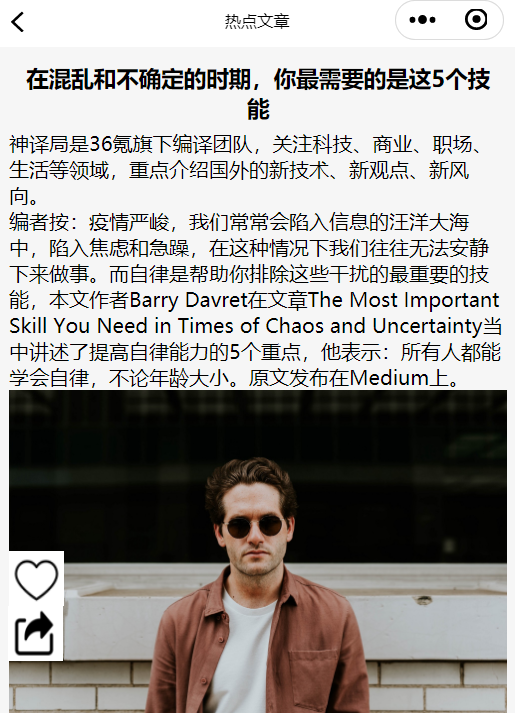 热点文章
在混乱和不确定的时期，你最需要的是这5个技
能
神译局是36氪旗下编译团队，关注科技、商业、职场、
生活等领域，重点介绍国外的新技术、新观点、新风
向。
编者按：疫情严峻，我们常常会陷入信息的汪洋大海
中，陷入焦虑和急躁，在这种情况下我们往往无法安静
下来做事。而自律是帮助你排除这些干扰的最重要的技
能，本文作者Barry Davret在文章The Most Important
Skill You Need in Times of Chaos and Uncertainty当
中讲述了提高自律能力的5个重点，他表示：所有人都能
学会自律，不论年龄大小。原文发布在Medium上。